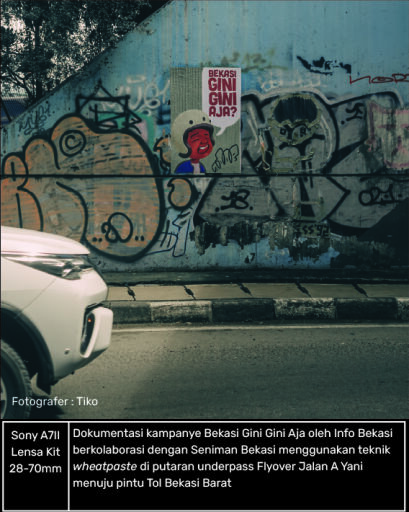 BEKASI
GINI
GINI
AJA?
Fotografer : Tiko
Sony A7II
Lensa Kit
28-70mm
Dokumentasi kampanye Bekasi Gini Gini Aja oleh Info Bekasi
berkolaborasi dengan Seniman Bekasi menggunakan teknik
wheatpaste di putaran underpass Flyover Jalan A Yani
menuju pintu Tol Bekasi Barat